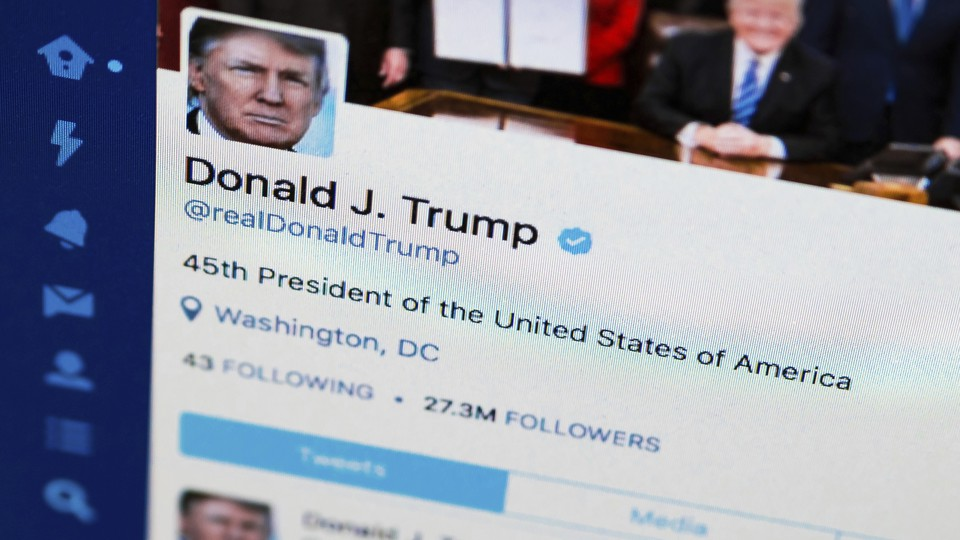 Donald J. Trump
@realDonaldTrump
45th President of the United States of America
Washington, DC
43 FOLLOWING • 27.3M FOLLOWERS
Tweets Media
Donald J. T